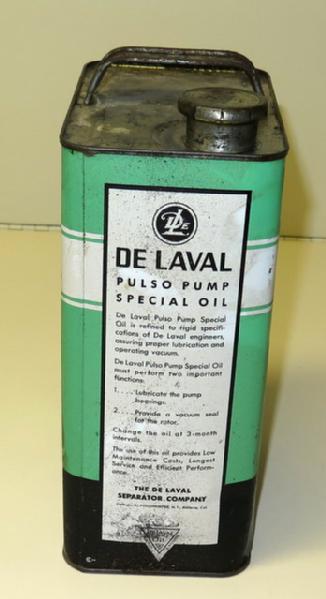 DE LAVAL
PULSO PUMP
SPECIAL OIL
De Laval Pulso Pump Special
Oil is refined to rigid specifi-
cations of De Laval engineers,
assuring proper lubrication and
operating vacuum.
De Laval Pulso Pump Special Oil
must perform two important
functions:
1.....Lubricate the pump
bearings.
2.....Provide a vacuum seal
for the rotor.
Change the oil at 3-month
intervals.
The use of this oil provides Low
Maintenance Costs, Longest
Service and Efficient Perform-
ance.
THE DE LAVAL
SEPARATOR COMPANY